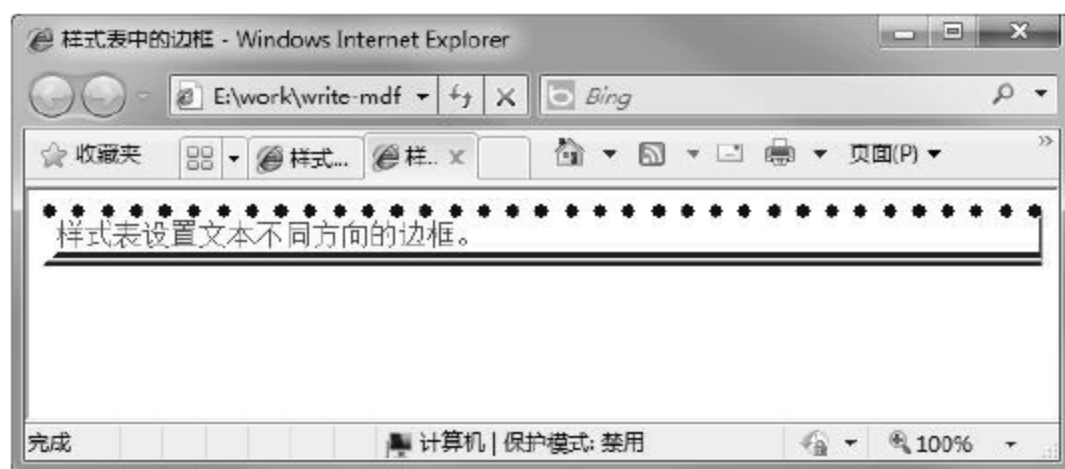 样式表中的边框 - Windows Internet Explorer
E:\work\write-mdf
Bing
收藏夹 样式... 样.. 页面(P)
样式表设置文本不同方向的边框。
完成 计算机 | 保护模式: 禁用 100%